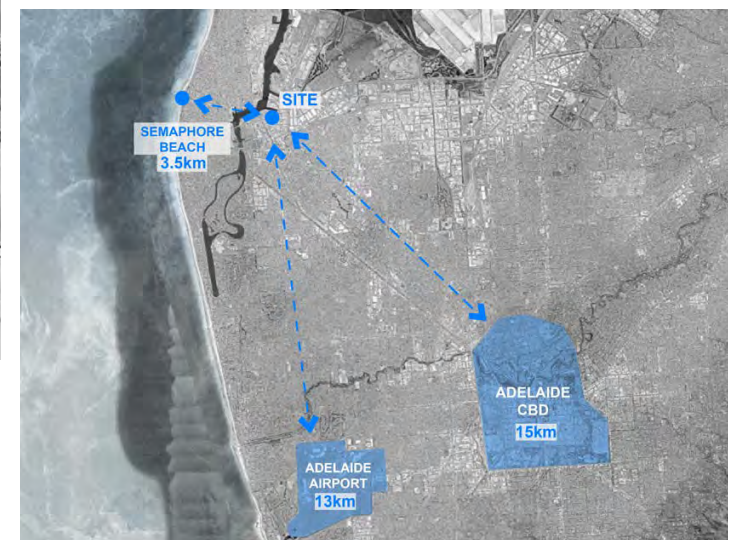 SITE
SEMAPHORE
BEACH
3.5km
ADELAIDE
CBD
15km
ADELAIDE
AIRPORT
13km